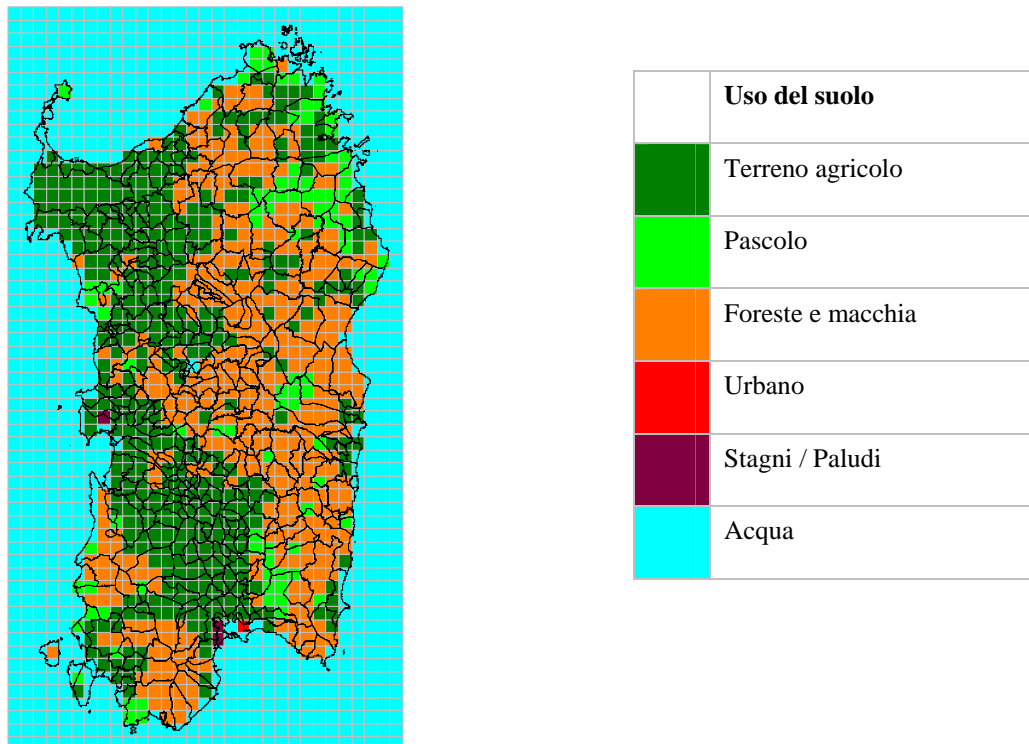 Uso del suolo
Terreno agricolo
Pascolo
Foreste e macchia
Urbano
Stagni / Paludi
Acqua